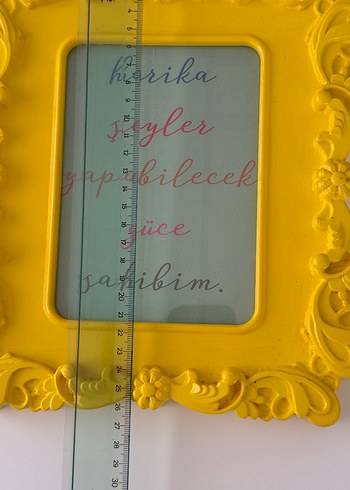 harika
şeyler
yapabilecek
güce
sahibim.